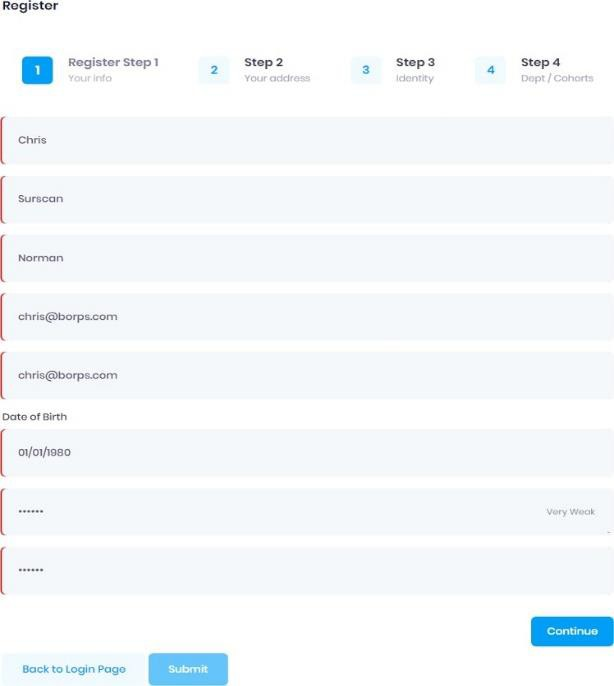 Register
1 Register Step 1 2 Step 2 3 Step 3 4 Step 4
Your info Your address Identity Dept / Cohorts
Chris
Surscan
Norman
chris@borps.com
chris@borps.com
Date of Birth
01/01/1980
•••••• Very Weak
••••••
Continue
Back to Login Page Submit